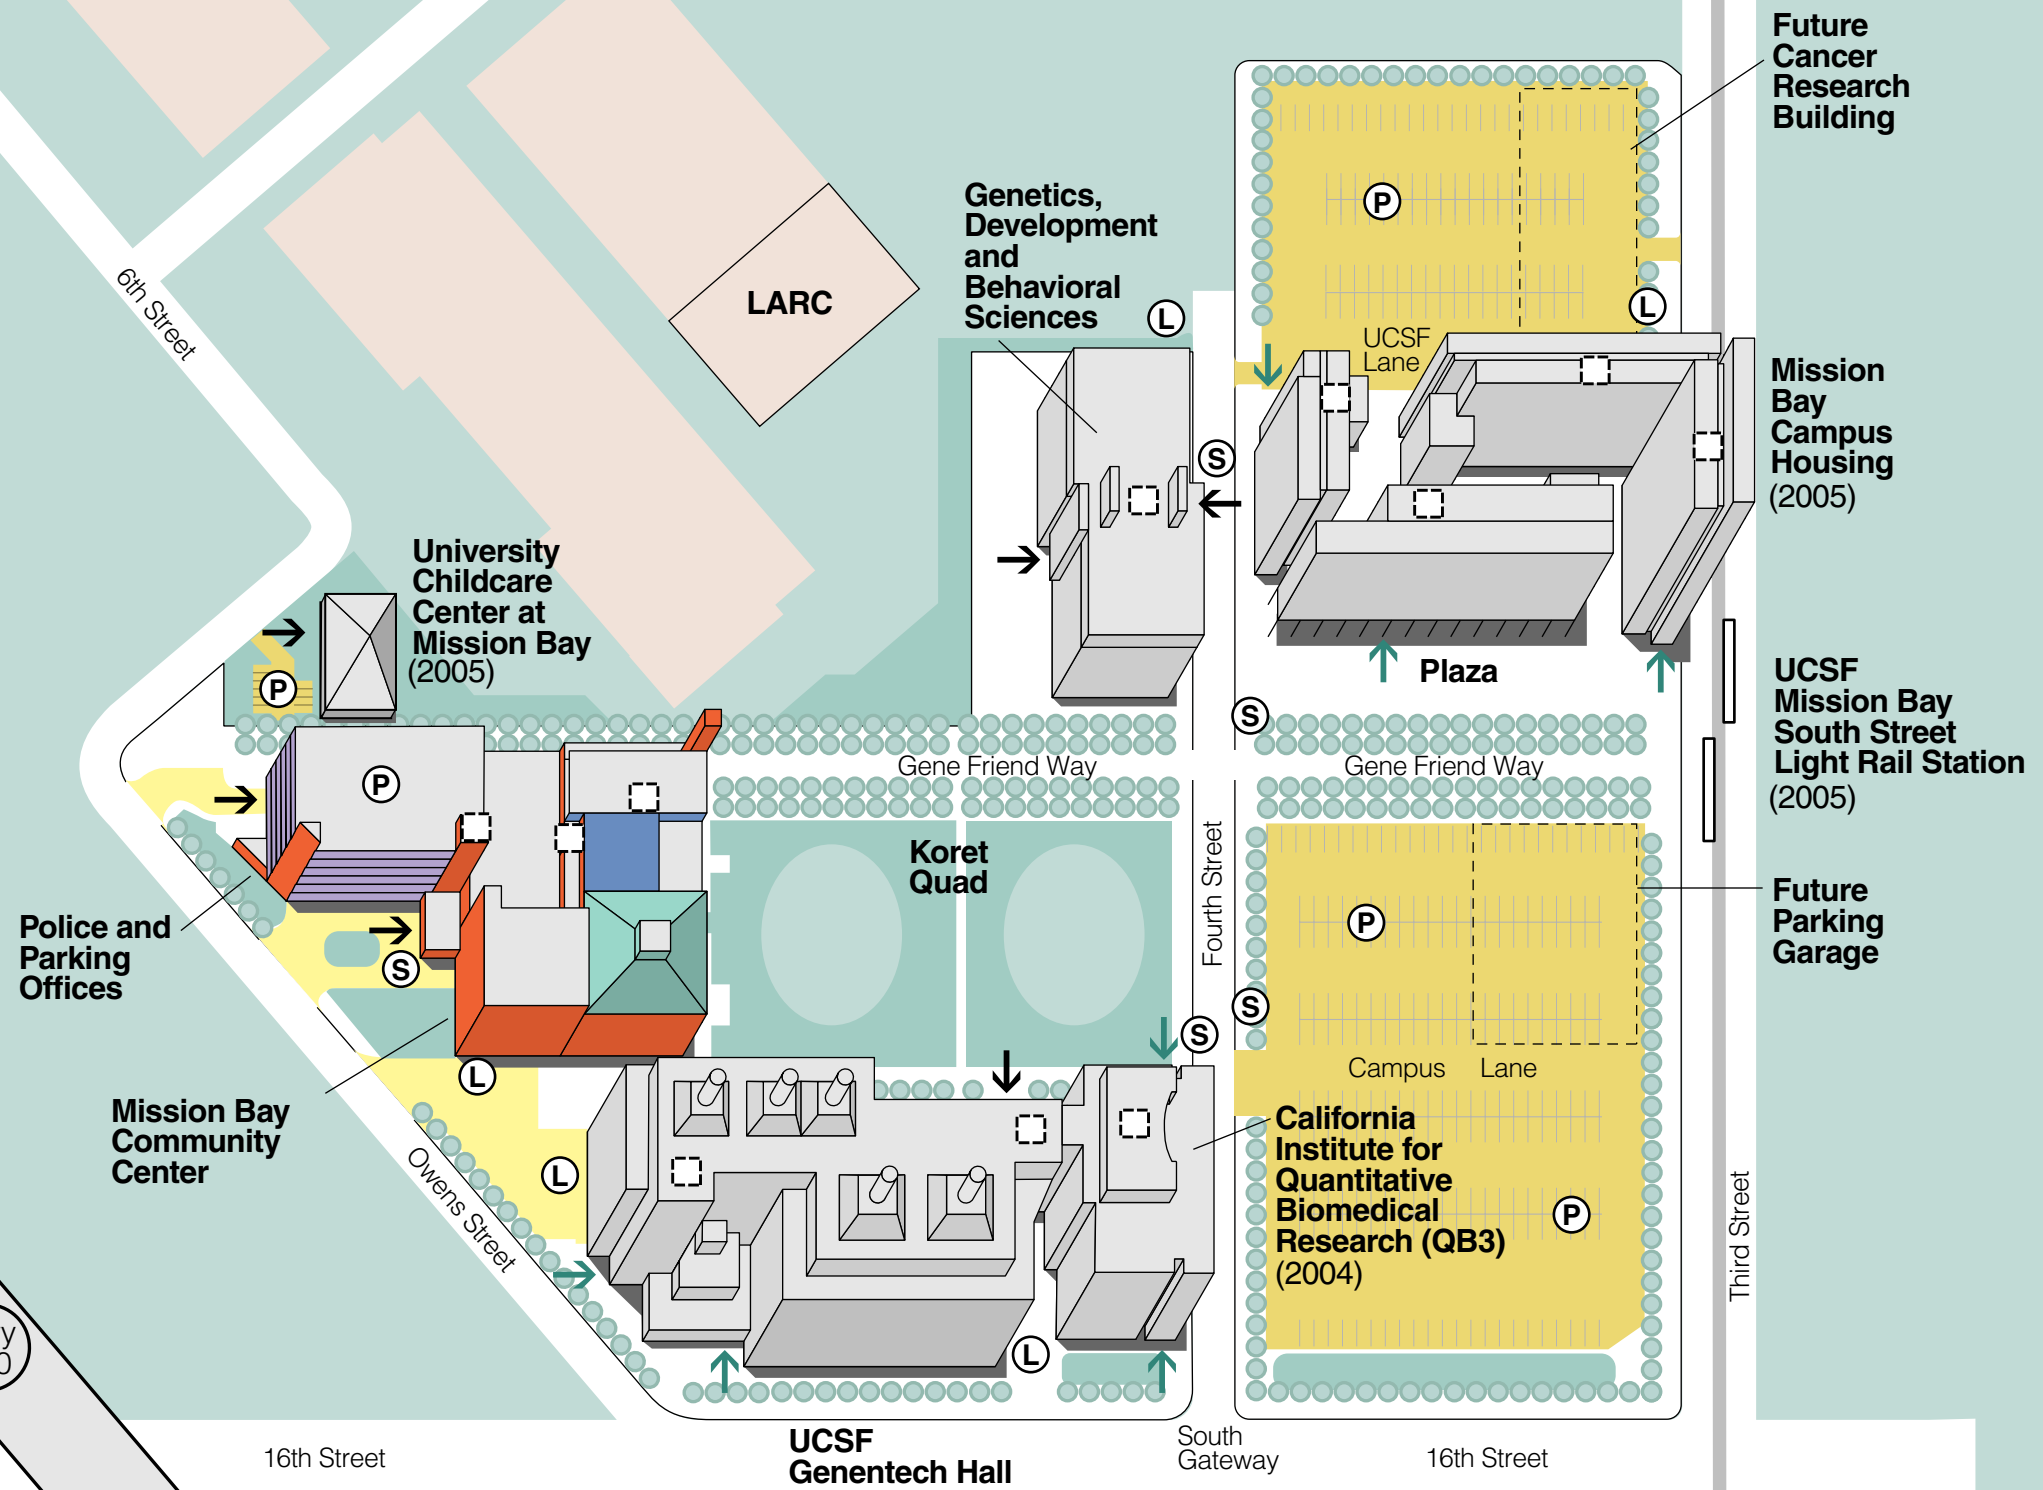 Future
Cancer
Research
Building
P
Genetics,
Development
and
Behavioral
Sciences
L
L
LARC
6th Street
UCSF
Lane
Mission
Bay
Campus
Housing
(2005)
S
University
Childcare
Center at
Mission Bay
(2005)
P
Plaza
UCSF
Mission Bay
South Street
Light Rail Station
(2005)
S
Gene Friend Way
Gene Friend Way
P
Koret
Quad
Fourth Street
Future
Parking
Garage
P
Police and
Parking
Offices
S
S
S
Campus Lane
L
Mission Bay
Community
Center
California
Institute for
Quantitative
Biomedical
Research (QB3)
(2004)
L
Owens Street
P
Third Street
L
y
0
16th Street
UCSF
Genentech Hall
South
Gateway
16th Street